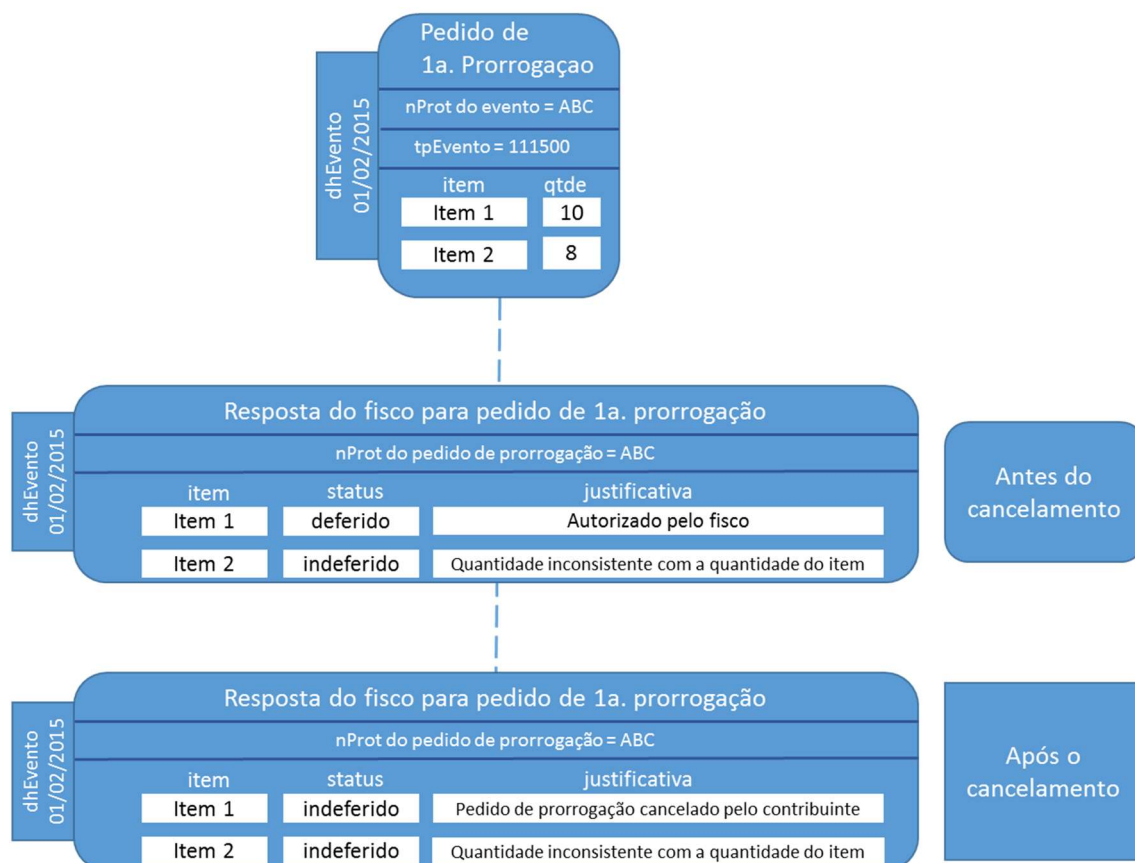 Pedido de
1a. Prorrogaçao
dhEvento
01/02/2015
nProt do evento = ABC
tpEvento = 111500
item qtde
Item 1 10
Item 2 8
Resposta do fisco para pedido de 1a. prorrogação
dhEvento
01/02/2015
nProt do pedido de prorrogação = ABC
item status justificativa
Item 1 deferido Autorizado pelo fisco
Item 2 indeferido Quantidade inconsistente com a quantidade do item
Antes do
cancelamento
Resposta do fisco para pedido de 1a. prorrogação
dhEvento
01/02/2015
nProt do pedido de prorrogação = ABC
item status justificativa
Item 1 indeferido Pedido de prorrogação cancelado pelo contribuinte
Item 2 indeferido Quantidade inconsistente com a quantidade do item
Após o
cancelamento